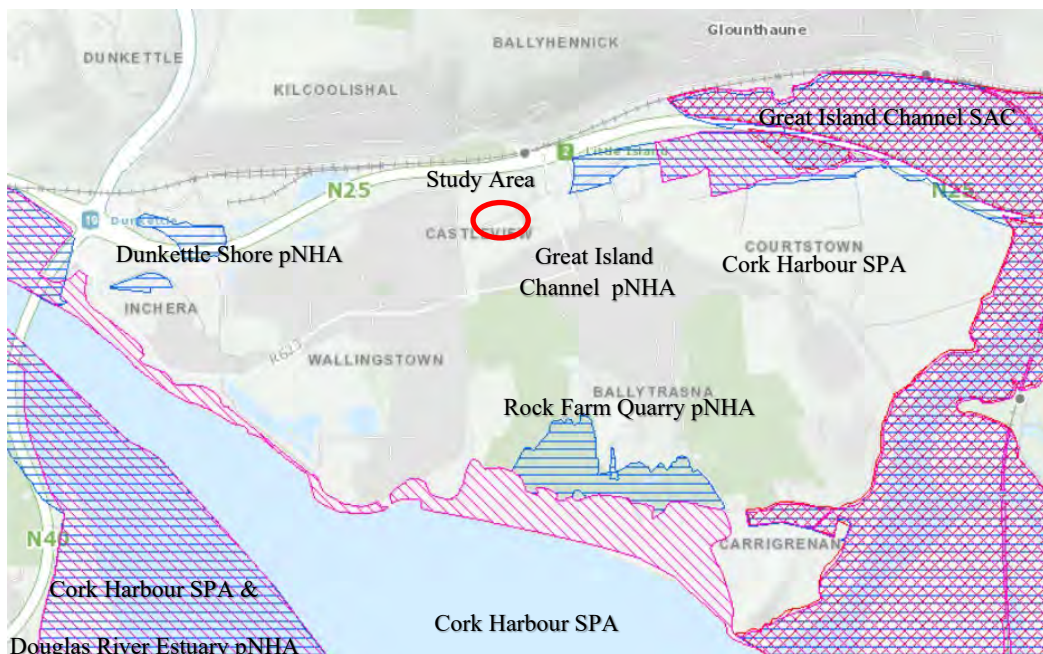 Glounthaune
BALLYHENNICK
DUNKETTLE
KILCOOLISHAL
Great Island Channel SAC
2 Little Island
Study Area
N25
N25
19 Dunkettle
CASTLEVIEW
COURTSTOWN
Dunkettle Shore pNHA
Great Island
Channel pNHA
Cork Harbour SPA
INCHERA
R623
WALLINGSTOWN
BALLYTRASNA
Rock Farm Quarry pNHA
N40
CARRIGRENAN
Cork Harbour SPA &
Douglas River Estuary pNHA
Cork Harbour SPA